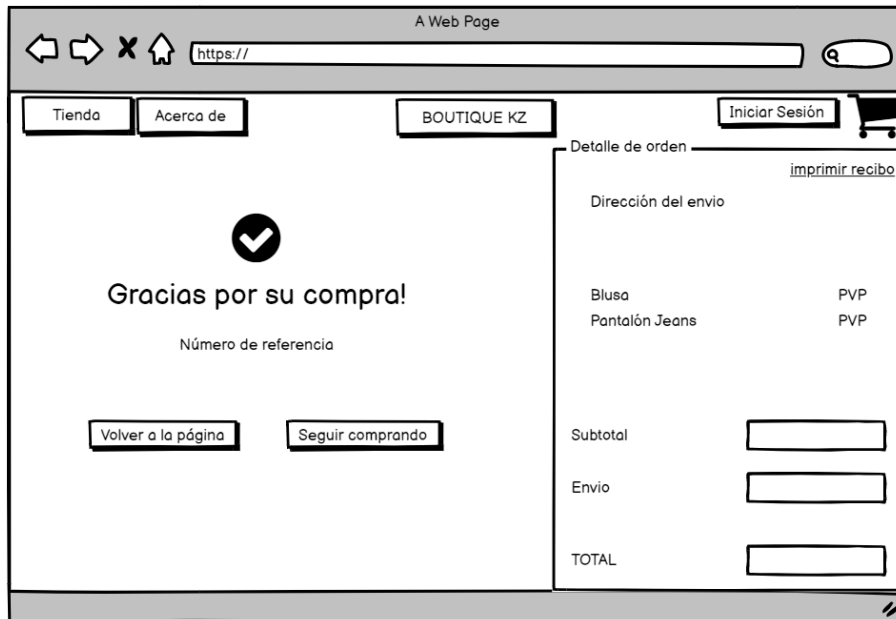 A Web Page
https://
Tienda
Acerca de
BOUTIQUE KZ
Iniciar Sesión
Detalle de orden
imprimir recibo
Dirección del envio
Gracias por su compra!
Número de referencia
Blusa PVP
Pantalón Jeans PVP
Volver a la página
Seguir comprando
Subtotal
Envio
TOTAL